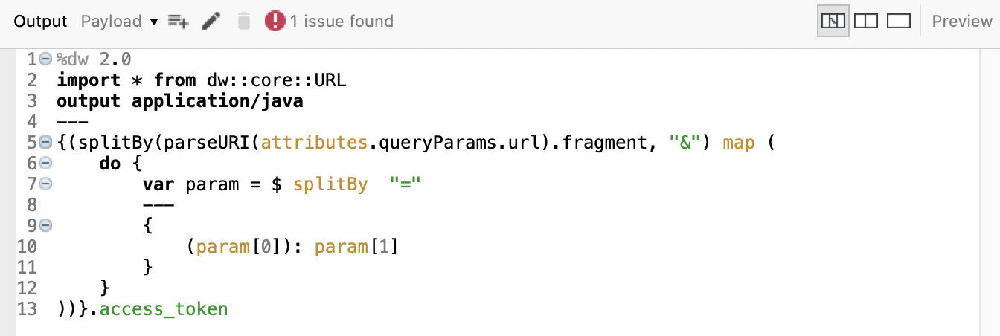 Output Payload ▾ 1 issue found Preview
1 %dw 2.0
2 import * from dw::core::URL
3 output application/java
4 ---
5 {(splitBy(parseURI(attributes.queryParams.url).fragment, "&") map (
6     do {
7         var param = $ splitBy  "="
8         ---
9         {
10             (param[0]): param[1]
11         }
12     }
13 ))}.access_token